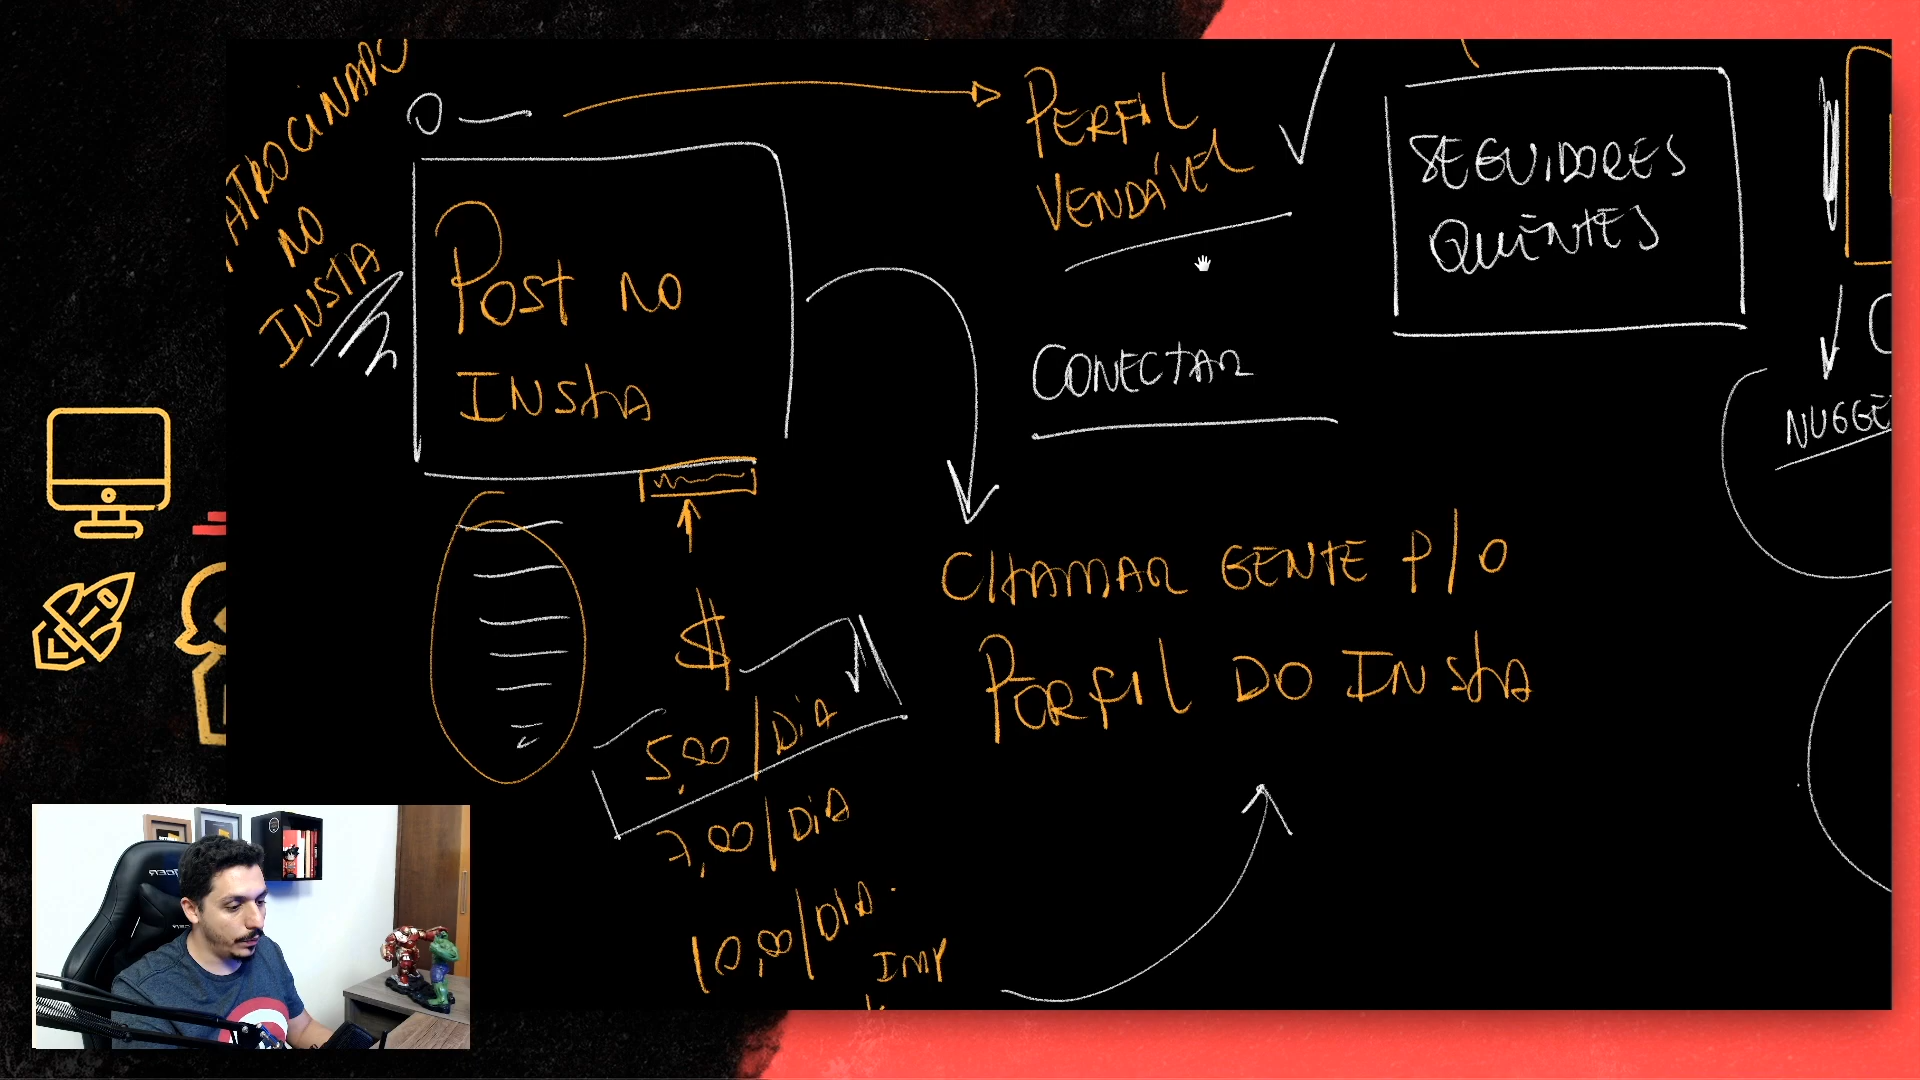 PATROCINADO
NO
INSTA
POST NO
INSTA
PERFIL
VENDÁVEL
CONECTAR
SEGUIDORES
QUENTES
CHAMAR GENTE P/O
PERFIL DO INSTA
$
5,00/DIA
7,00/DIA
10,00/DIA
IMP
NUGGE